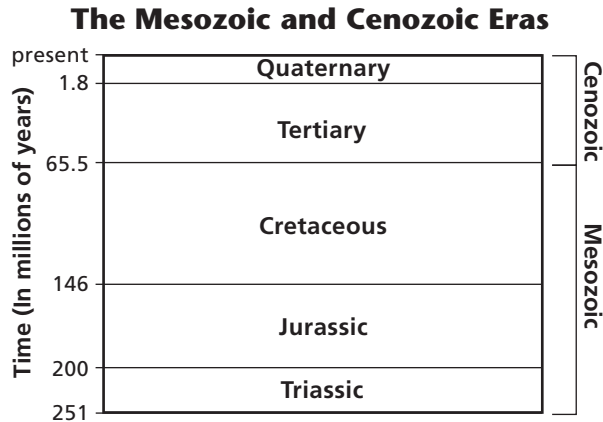 The Mesozoic and Cenozoic Eras
present
Quaternary
1.8
Tertiary
65.5
Cretaceous
146
Jurassic
200
Triassic
251
Time (In millions of years)
Cenozoic
Mesozoic